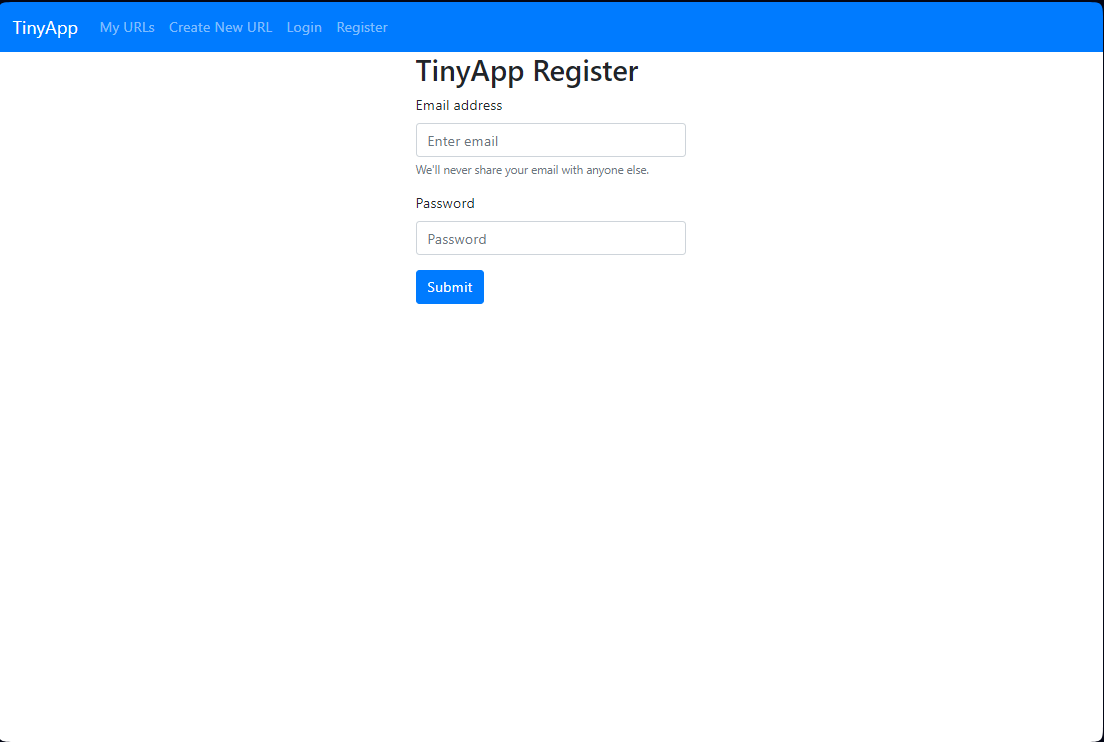 TinyApp My URLs Create New URL Login Register
TinyApp Register
Email address
Enter email
We'll never share your email with anyone else.
Password
Password
Submit